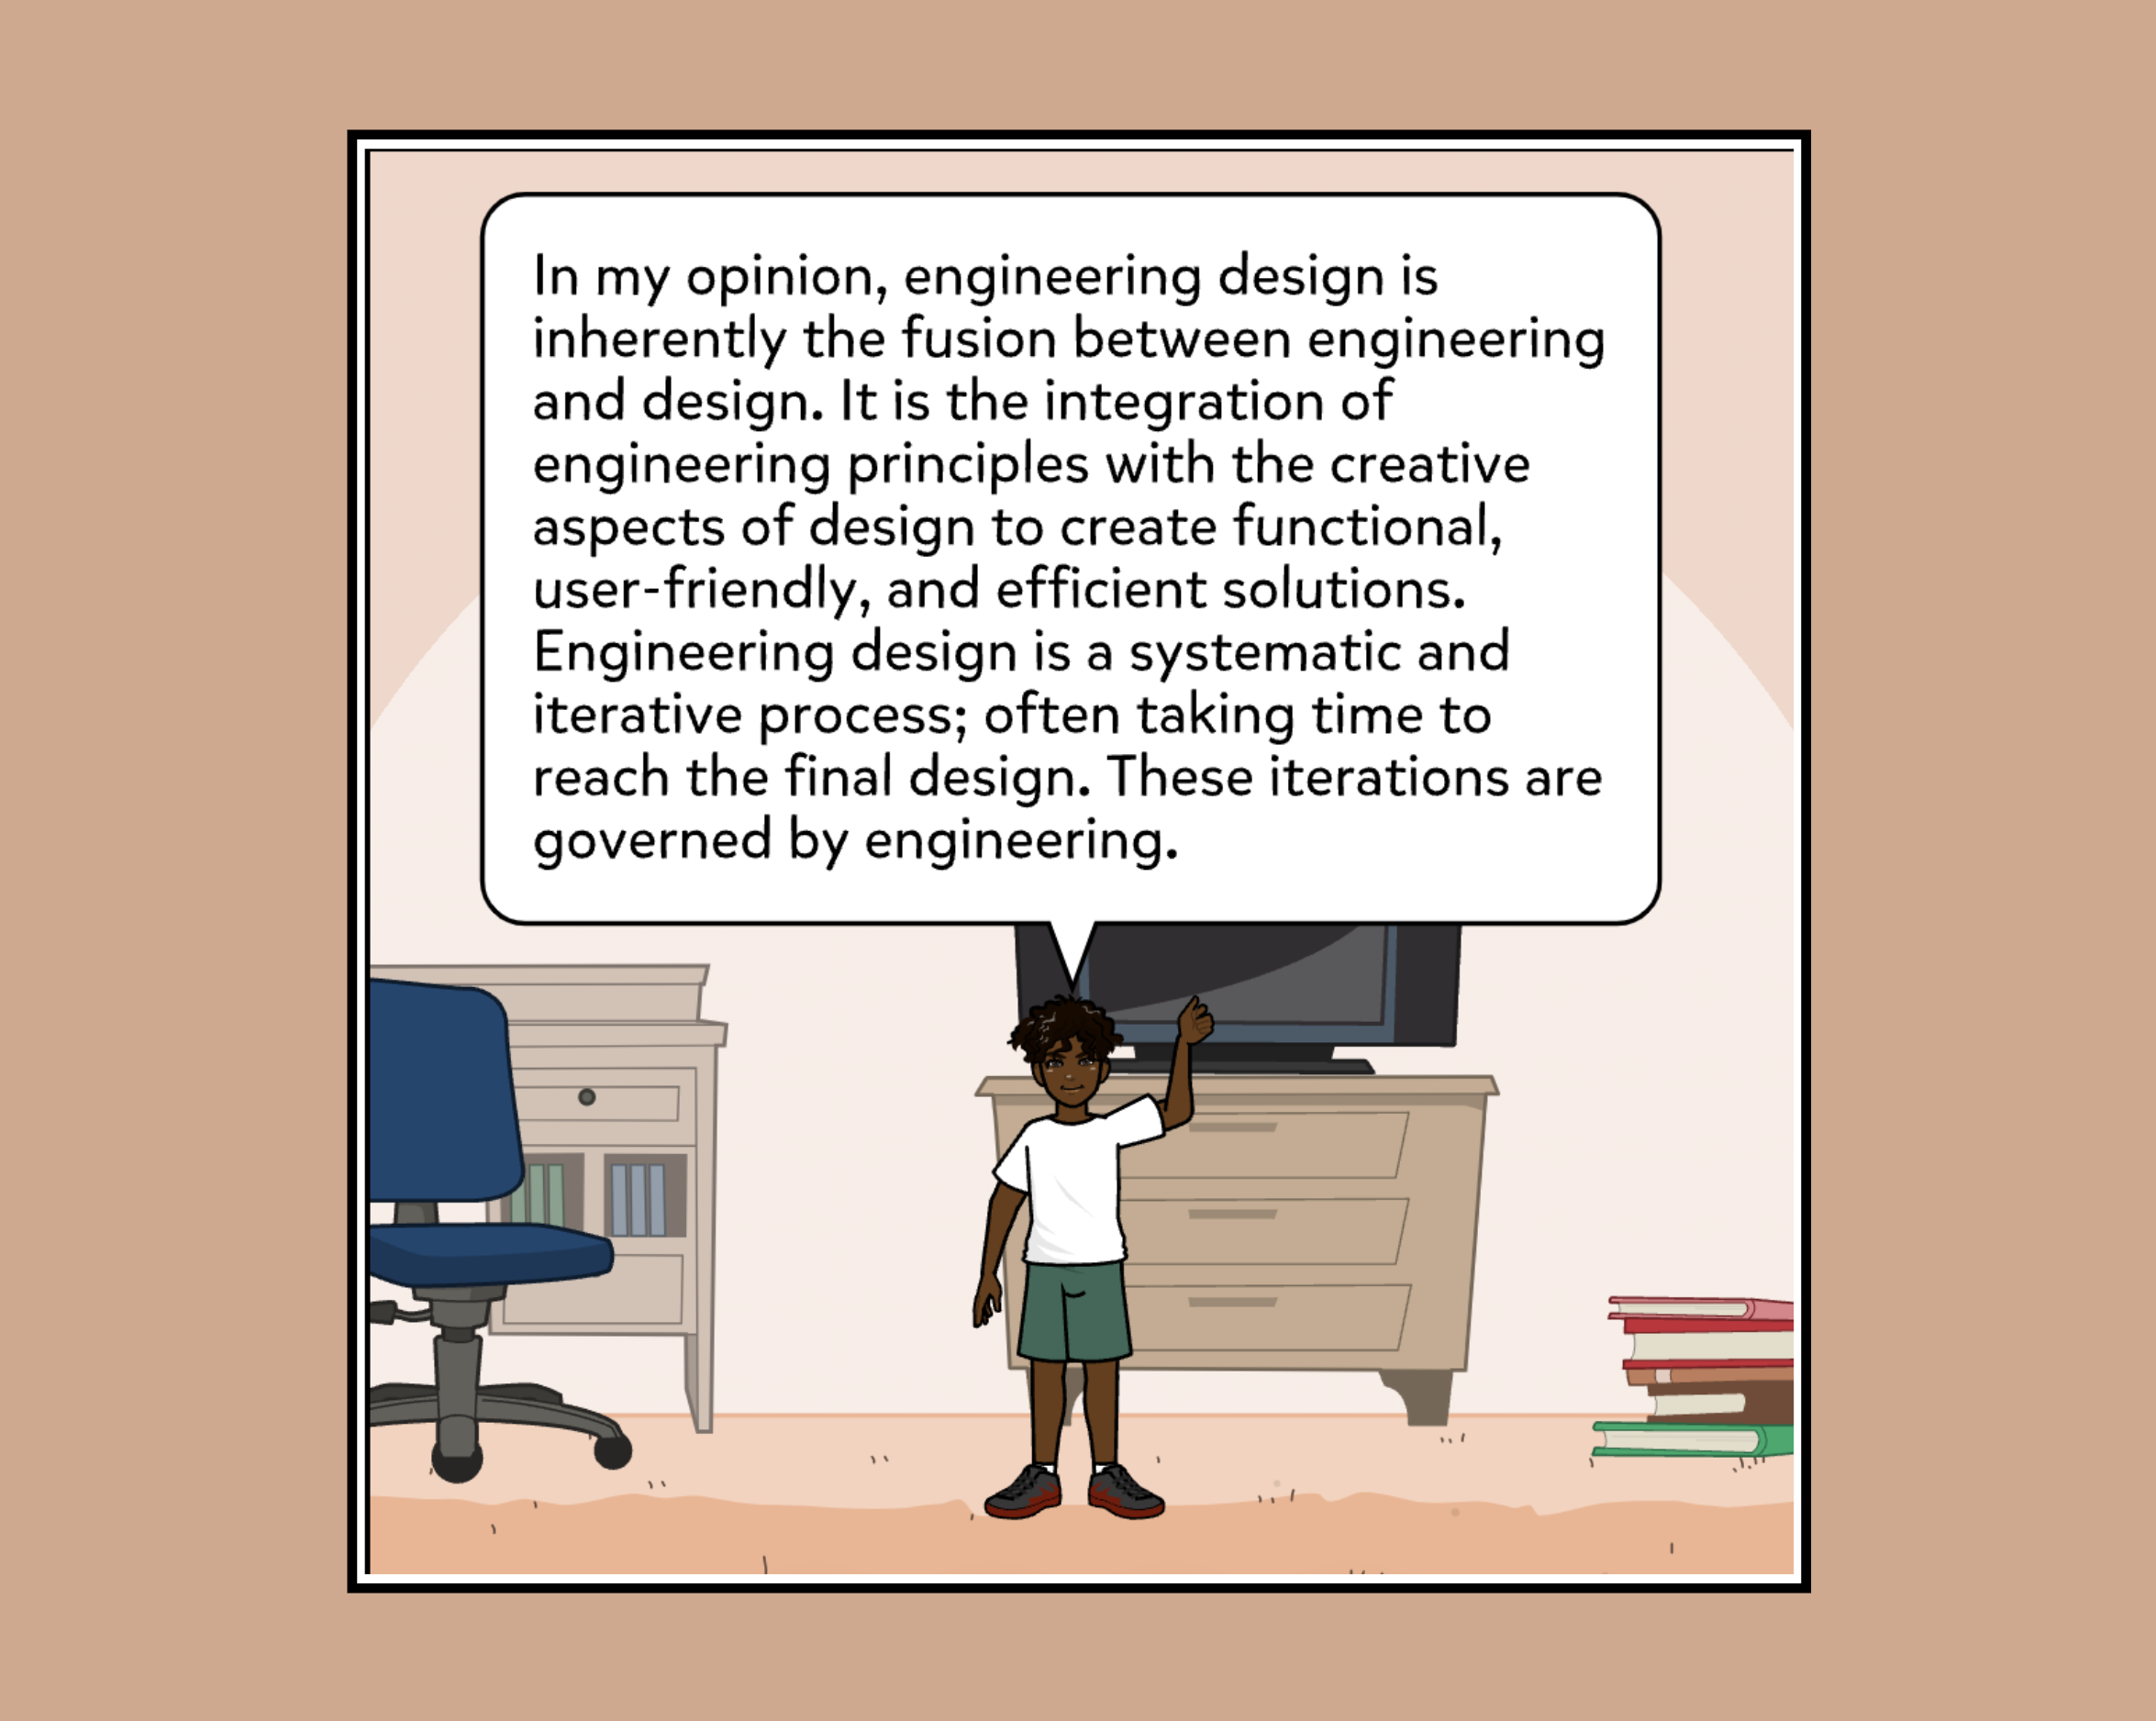 In my opinion, engineering design is
inherently the fusion between engineering
and design. It is the integration of
engineering principles with the creative
aspects of design to create functional,
user-friendly, and efficient solutions.
Engineering design is a systematic and
iterative process; often taking time to
reach the final design. These iterations are
governed by engineering.